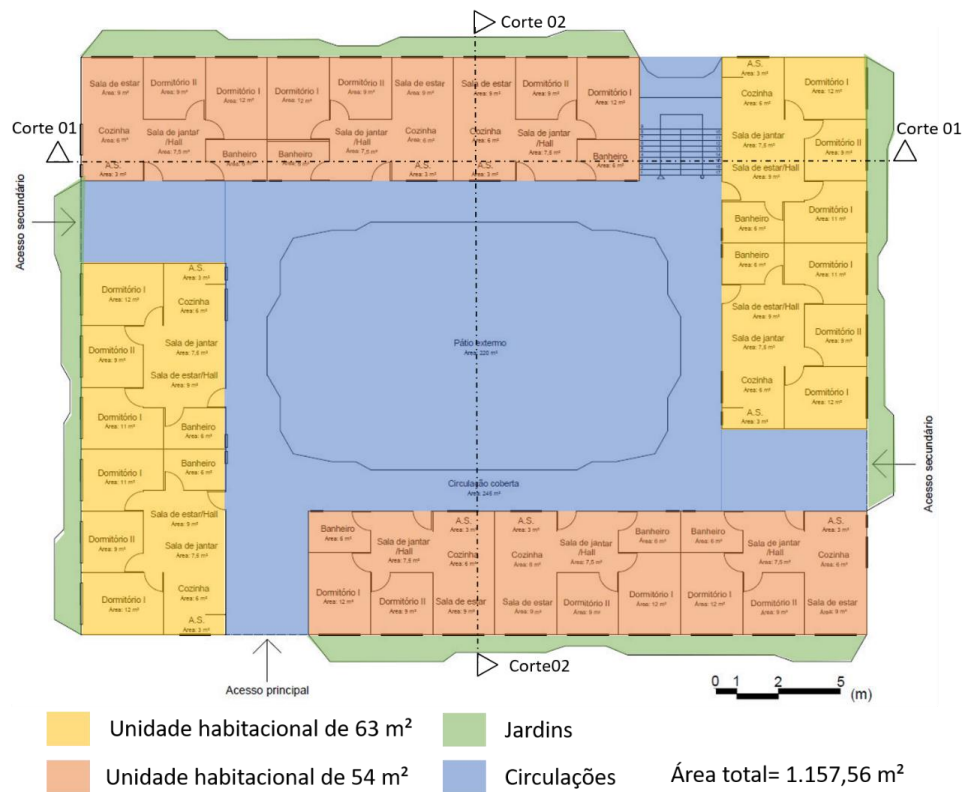 Corte 02
A.S.
Área: 3 m²
Sala de estar
Área: 9 m²
Dormitório II
Área: 9 m²
Dormitório I
Área: 12 m²
Dormitório I
Área: 12 m²
Dormitório II
Área: 9 m²
Sala de estar
Área: 9 m²
Sala de estar
Área: 9 m²
Dormitório II
Área: 9 m²
Dormitório I
Área: 12 m²
Cozinha
Área: 6 m²
Dormitório I
Área: 12 m²
Corte 01
Cozinha
Área: 6 m²
Sala de jantar
/Hall
Área: 7,5 m²
Banheiro
Sala de jantar
/Hall
Área: 7,5 m²
Banheiro
Cozinha
Área: 6 m²
Cozinha
Área: 6 m²
Sala de jantar
/Hall
Área: 7,5 m²
Banheiro
Área: 6 m²
Sala de jantar
Área: 7,5 m²
Dormitório II
Área: 9 m²
Corte 01
A.S.
Área: 3 m²
A.S.
Área: 3 m²
A.S.
Área: 3 m²
Sala de estar/Hall
Área: 9 m²
Acesso secundário
Banheiro
Área: 6 m²
Dormitório I
Área: 11 m²
Banheiro
Área: 6 m²
Dormitório I
Área: 11 m²
A.S.
Área: 3 m²
Dormitório I
Área: 12 m²
Cozinha
Área: 6 m²
Sala de estar/Hall
Área: 9 m²
Sala de jantar
Área: 7,5 m²
Dormitório II
Área: 9 m²
Dormitório II
Área: 9 m²
Sala de jantar
Área: 7,5 m²
Pátio externo
Área: 220 m²
Sala de estar/Hall
Área: 9 m²
Cozinha
Área: 6 m²
Dormitório I
Área: 12 m²
A.S.
Área: 3 m²
Dormitório I
Área: 11 m²
Banheiro
Área: 6 m²
Dormitório I
Área: 11 m²
Banheiro
Área: 6 m²
Circulação coberta
Acesso secundário
Sala de estar/Hall
Área: 9 m²
Dormitório II
Área: 9 m²
Sala de jantar
Área: 7,5 m²
Dormitório I
Área: 12 m²
Cozinha
Área: 6 m²
A.S.
Área: 3 m²
Banheiro
Área: 6 m²
Sala de jantar
/Hall
Área: 7,5 m²
A.S.
Área: 3 m²
Cozinha
Área: 6 m²
A.S.
Área: 3 m²
Cozinha
Área: 6 m²
Sala de jantar
/Hall
Área: 7,5 m²
Banheiro
Área: 6 m²
Banheiro
Área: 6 m²
Sala de jantar
/Hall
Área: 7,5 m²
A.S.
Área: 3 m²
Cozinha
Área: 6 m²
Dormitório I
Área: 12 m²
Dormitório II
Área: 9 m²
Sala de estar
Área: 9 m²
Sala de estar
Área: 9 m²
Dormitório II
Área: 9 m²
Dormitório I
Área: 12 m²
Dormitório I
Área: 12 m²
Dormitório II
Área: 9 m²
Sala de estar
Área: 9 m²
Corte02
Acesso principal
0 1 2 5
(m)
Unidade habitacional de 63 m²
Jardins
Unidade habitacional de 54 m²
Circulações
Área total= 1.157,56 m²